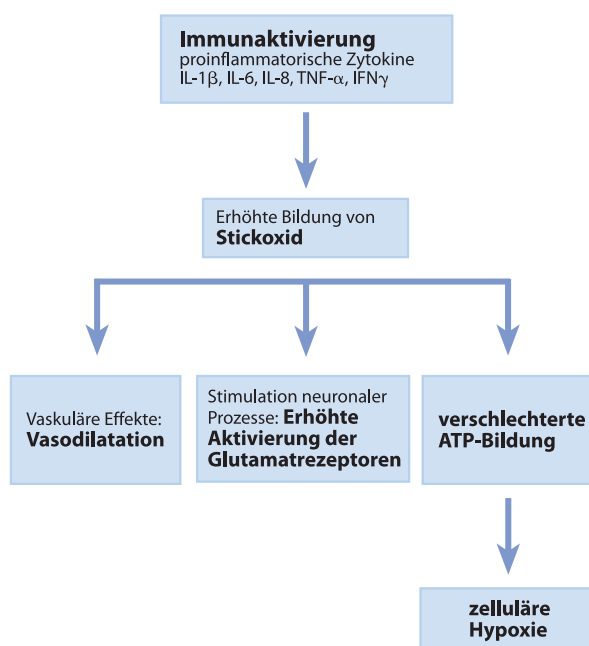 Immunaktivierung
proinflammatorische Zytokine
IL-1β, IL-6, IL-8, TNF-α, IFNγ
Erhöhte Bildung von
Stickoxid
Vaskuläre Effekte:
Vasodilatation
Stimulation neuronaler
Prozesse: Erhöhte
Aktivierung der
Glutamatrezeptoren
verschlechterte
ATP-Bildung
zelluläre
Hypoxie